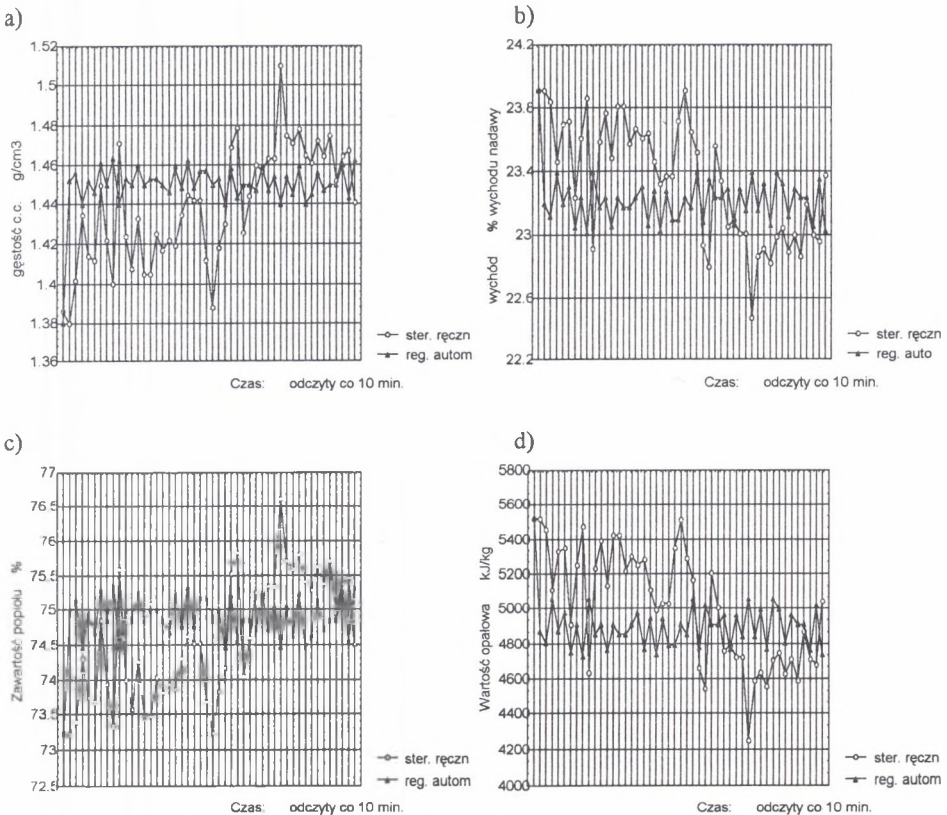 a)
1.52
1.5
1.48
1.46
1.44
1.42
1.4
1.38
1.36
gęstość c.c. g/cm3
ster. ręczn
reg. autom
Czas: odczyty co 10 min.
b)
24.2
23.8
23.4
23
22.6
22.2
wychód % wychodu nadawy
ster. ręczn
reg. auto
Czas: odczyty co 10 min.
c)
77
76.5
76
75.5
75
74.5
74
73.5
73
72.5
Zawartość popiołu %
ster. ręczn
reg. autom
Czas: odczyty co 10 min.
d)
5800
5600
5400
5200
5000
4800
4600
4400
4200
4000
Wartość opałowa kJ/kg
ster. ręczn
reg. autom
Czas: odczyty co 10 min.